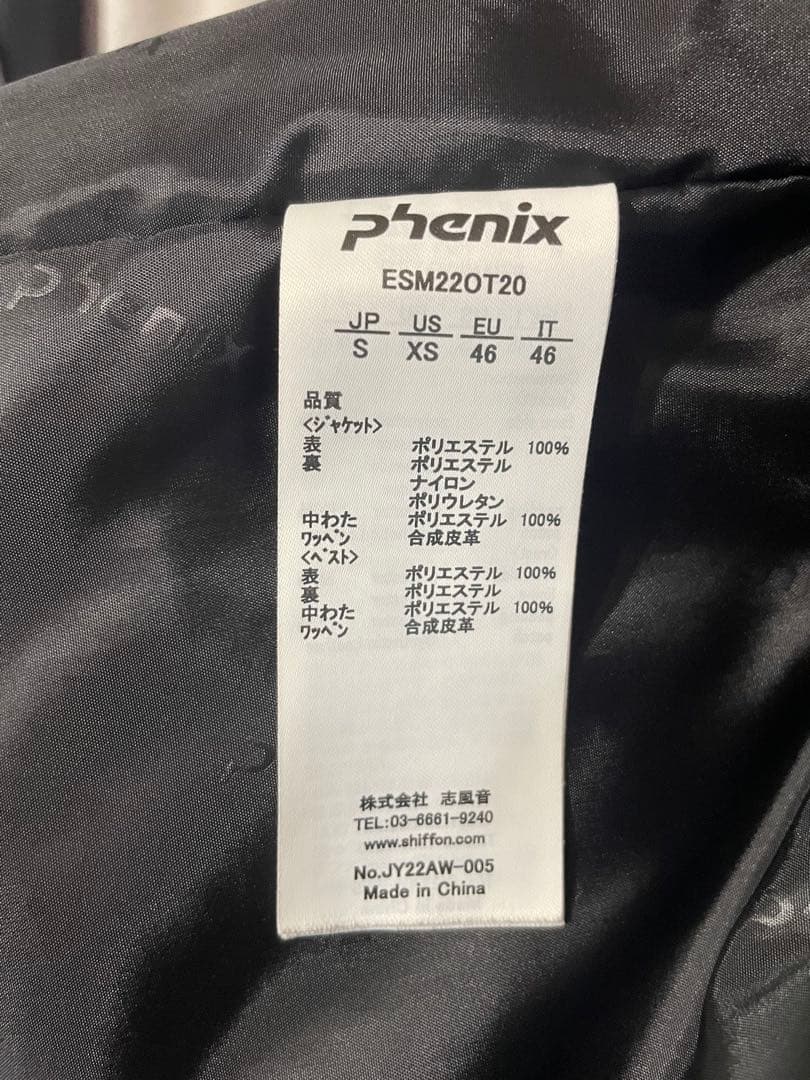 phenix
ESM22OT20
JP US EU IT
S XS 46 46
品質
<ｼﾞｬｹｯﾄ>
表 ポリエステル 100%
裏 ポリエステル
ナイロン
ポリウレタン
中わた ポリエステル 100%
ﾜｯﾍﾟﾝ 合成皮革
<ﾍﾞｽﾄ>
表 ポリエステル 100%
裏 ポリエステル
中わた ポリエステル 100%
ﾜｯﾍﾟﾝ 合成皮革
株式会社 志風音
TEL:03-6661-9240
www.shiffon.com
No.JY22AW-005
Made in China